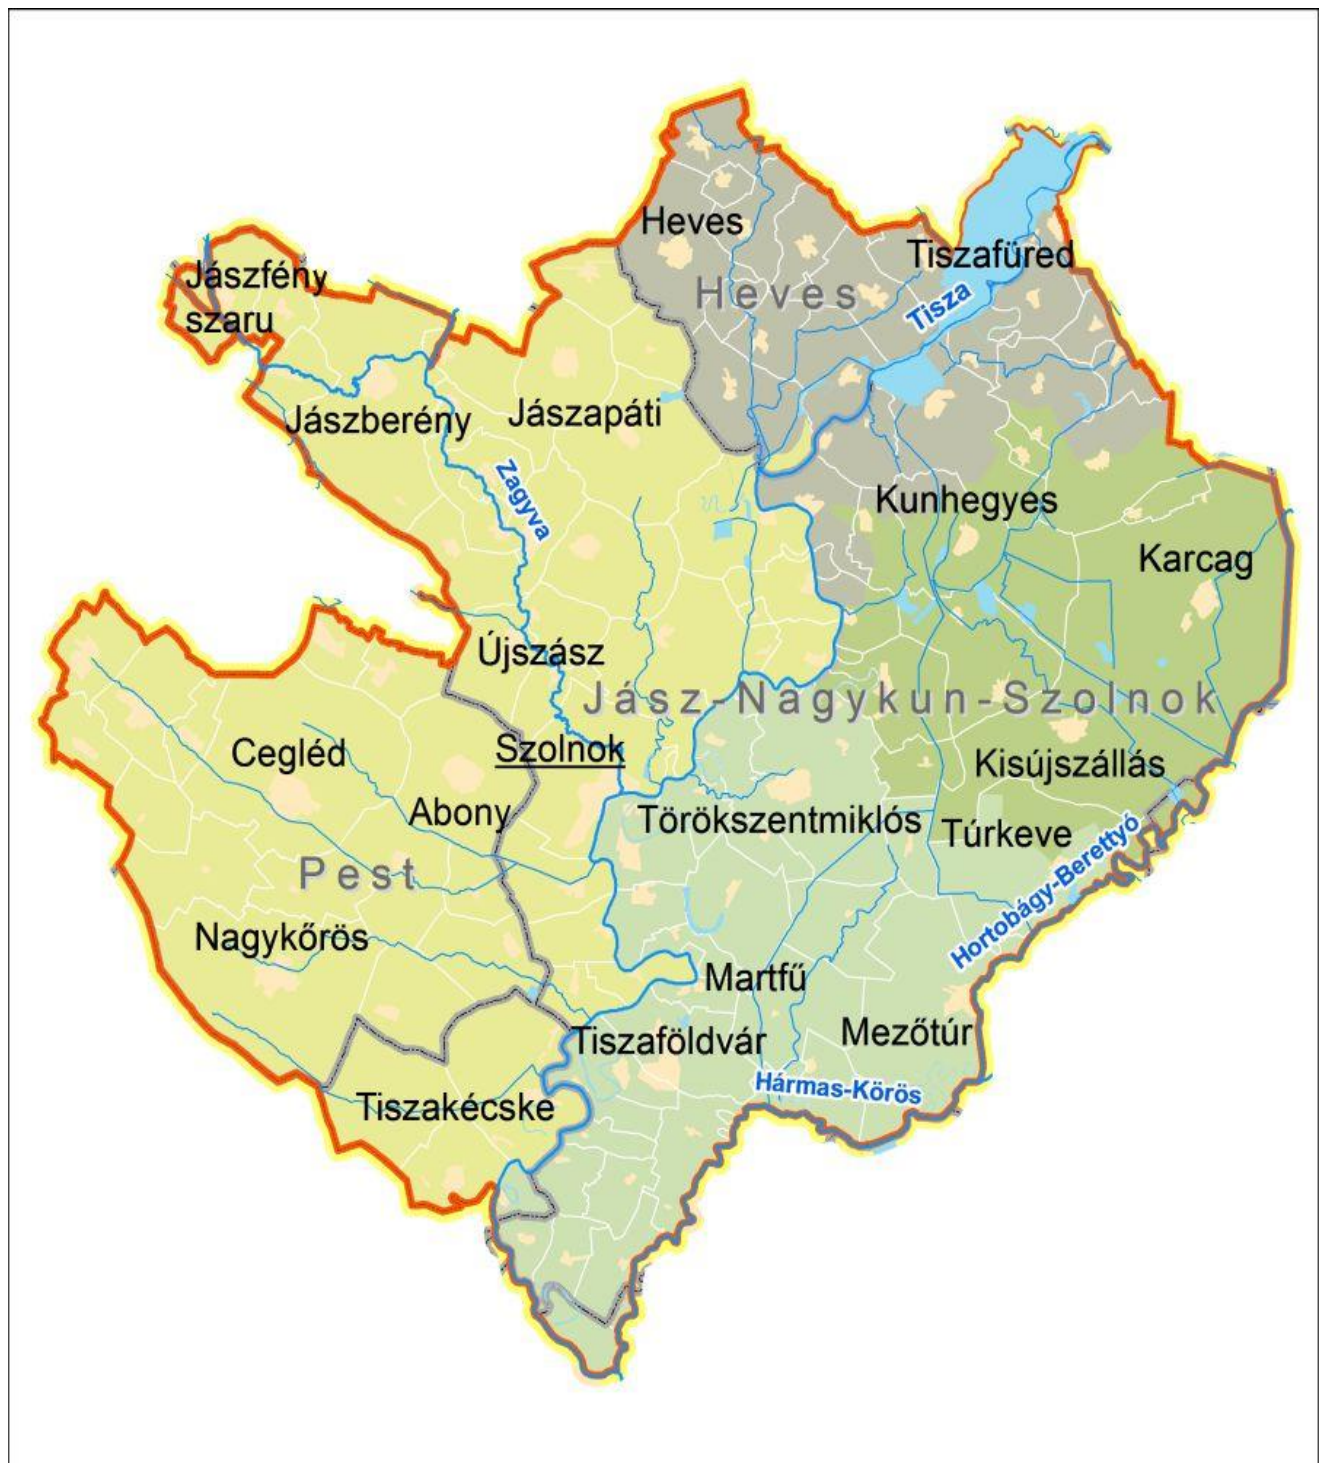 Heves
Tiszafüred
Jászfény
szaru
Heves
Tisza
Jászberény
Jászapáti
Zagyva
Kunhegyes
Karcag
Újszász
Jász-Nagykun-Szolnok
Cegléd
Szolnok
Kisújszállás
Abony
Törökszentmiklós
Túrkeve
Pest
Hortobágy-Berettyó
Nagykőrös
Martfű
Tiszaföldvár
Mezőtúr
Hármas-Körös
Tiszakécske